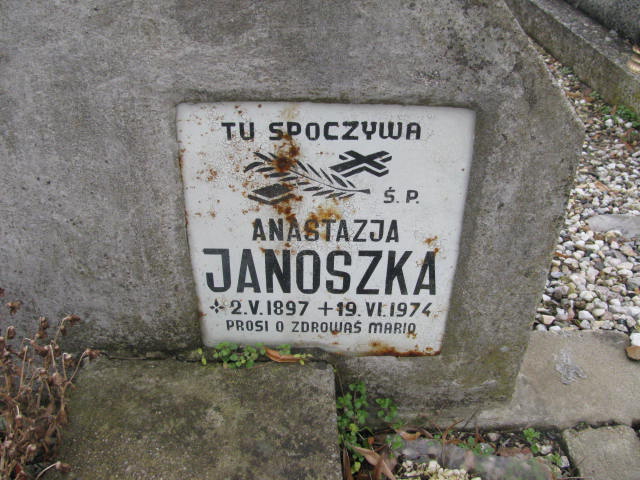 TU SPOCZYWA
Ś.P.
ANASTAZJA
JANOSZKA
* 2.V.1897 + 19.VI.1974
PROSI O ZDROWAŚ MARIO